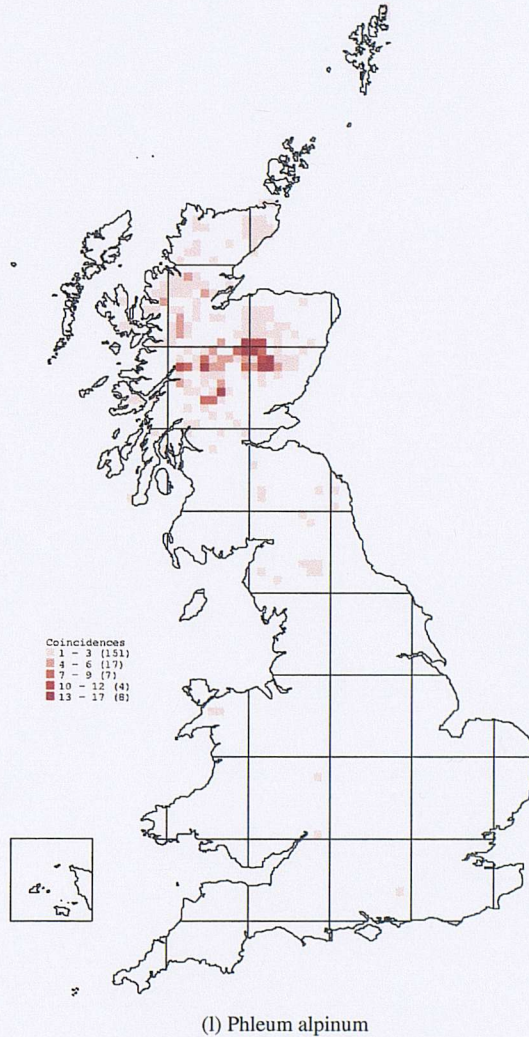 Coincidences
1 - 3 (151)
4 - 6 (17)
7 - 9 (7)
10 - 12 (4)
13 - 17 (8)
(l) Phleum alpinum